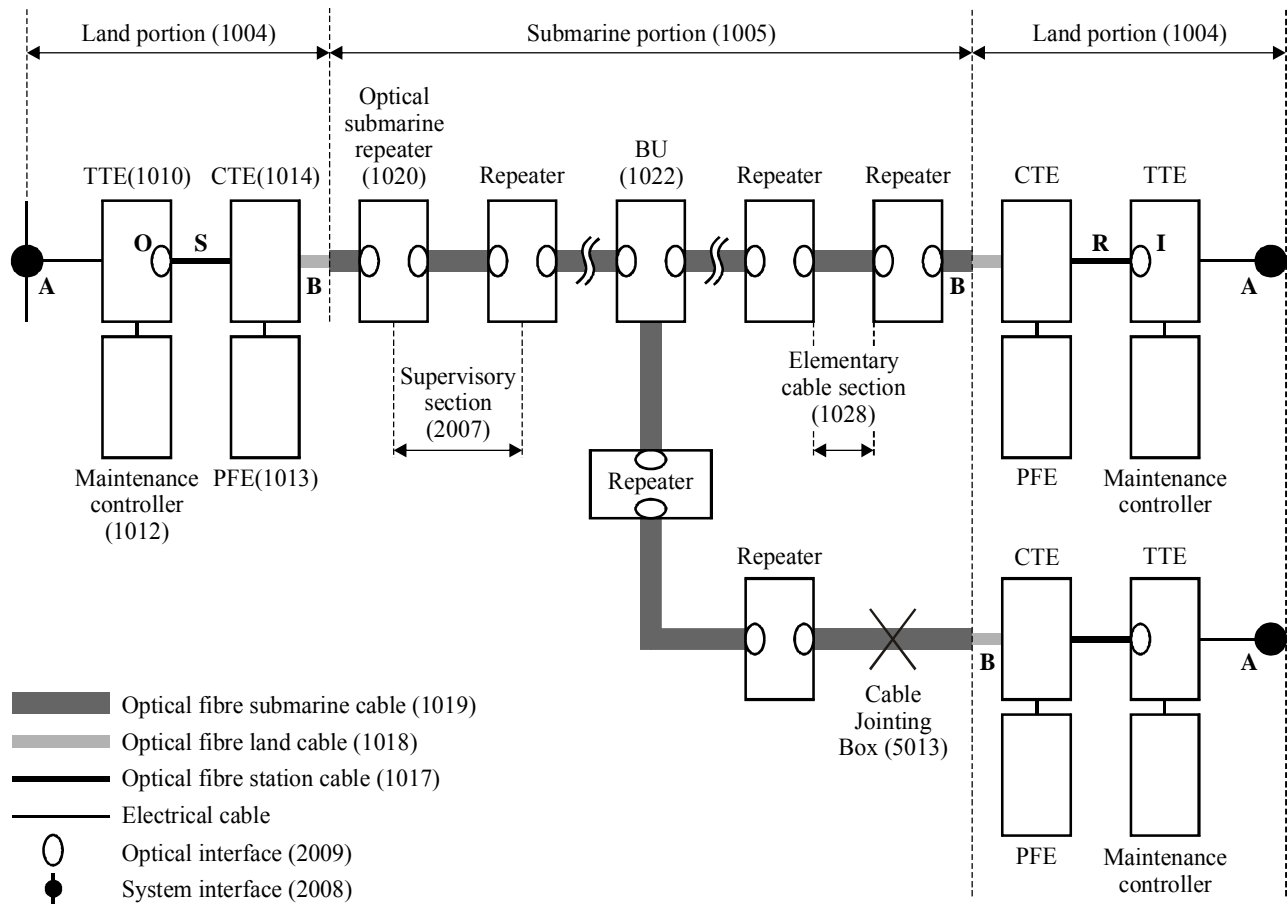 Land portion (1004)
Submarine portion (1005)
Land portion (1004)
Optical
submarine
repeater
(1020)
TTE(1010)
CTE(1014)
Repeater
BU
(1022)
Repeater
Repeater
CTE
TTE
O
S
R
I
A
B
B
A
Supervisory
section
(2007)
Elementary
cable section
(1028)
Maintenance
controller
(1012)
PFE(1013)
Repeater
PFE
Maintenance
controller
Repeater
CTE
TTE
B
A
Cable
Jointing
Box (5013)
PFE
Maintenance
controller
Optical fibre submarine cable (1019)
Optical fibre land cable (1018)
Optical fibre station cable (1017)
Electrical cable
Optical interface (2009)
System interface (2008)